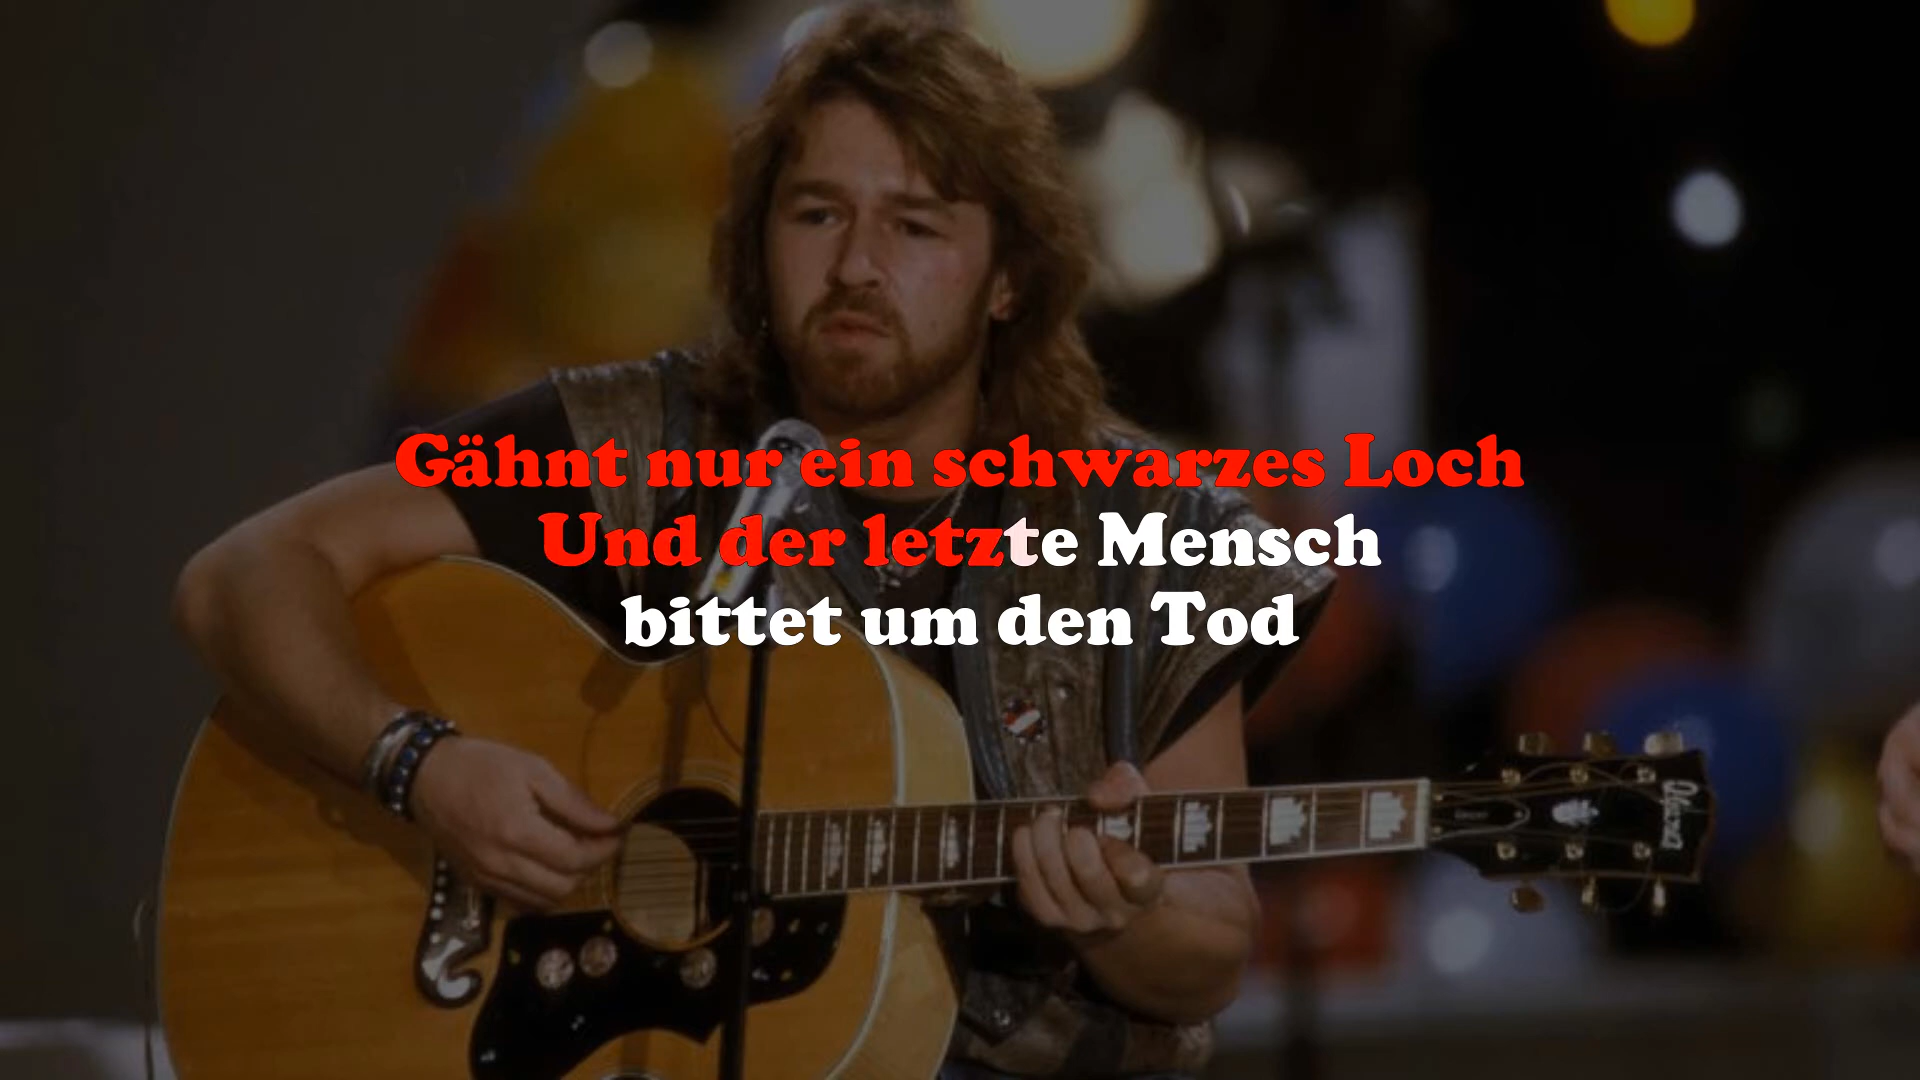 Gähnt nur ein schwarzes Loch
Und der letzte Mensch
bittet um den Tod